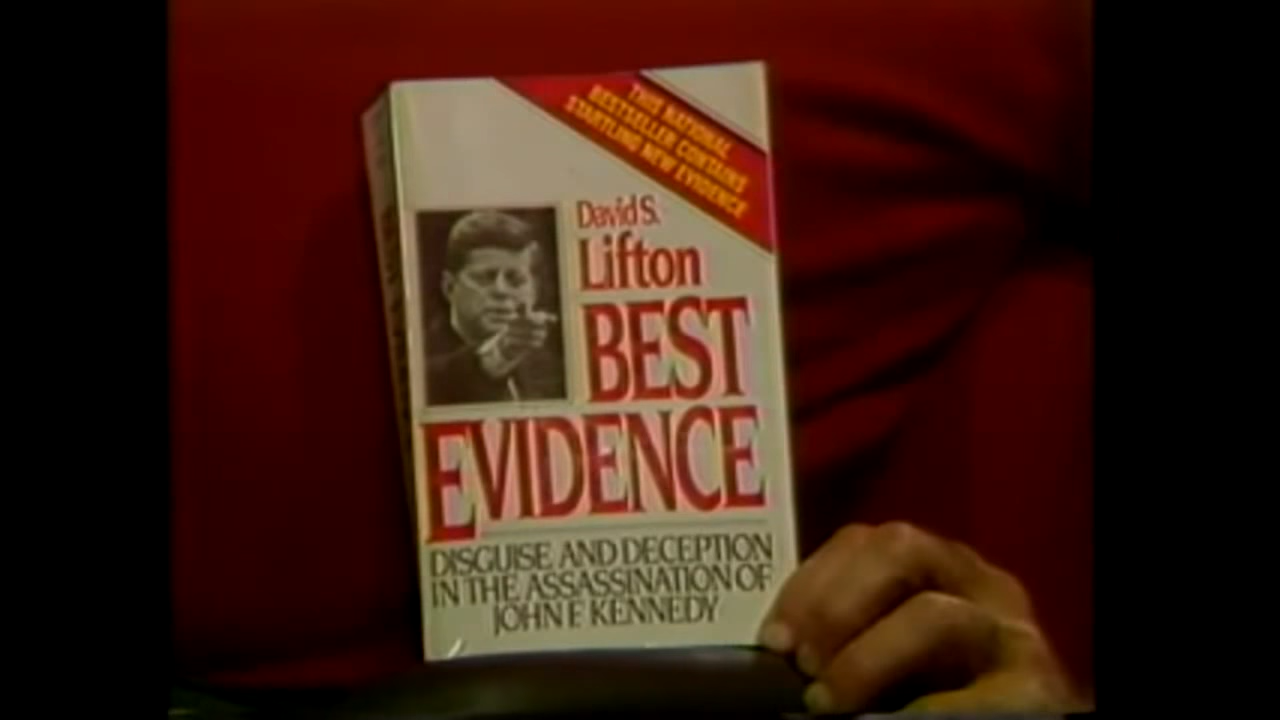 THIS NATIONAL
BESTSELLER CONTAINS
STARTLING NEW EVIDENCE
David S.
Lifton
BEST
EVIDENCE
DISGUISE AND DECEPTION
IN THE ASSASSINATION OF
JOHN F. KENNEDY